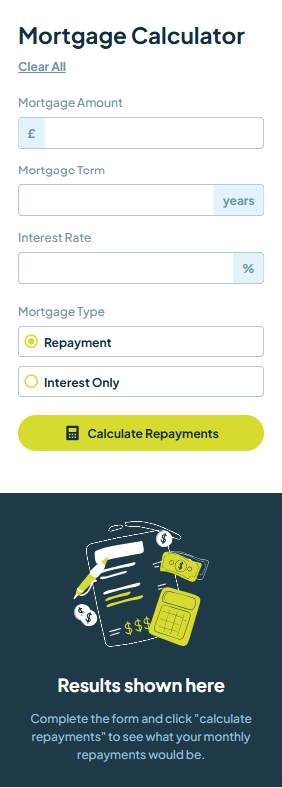 Mortgage Calculator
Clear All
Mortgage Amount
£
Mortgage Term
years
Interest Rate
%
Mortgage Type
Repayment
Interest Only
Calculate Repayments
= $$$
Results shown here
Complete the form and click "calculate
repayments" to see what your monthly
repayments would be.